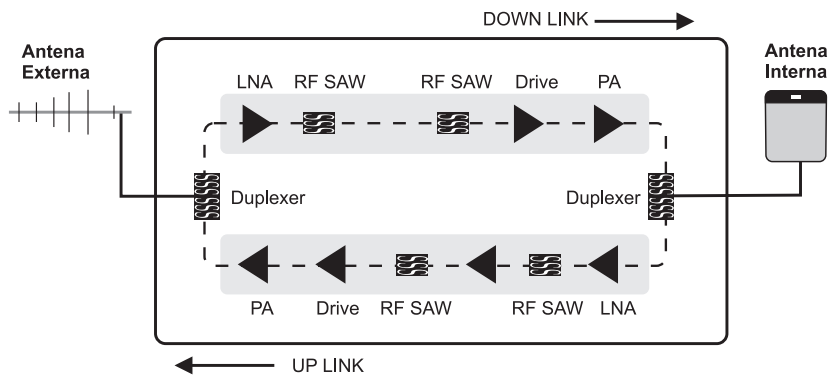 DOWN LINK
Antena
Externa
Antena
Interna
LNA RF SAW RF SAW Drive PA
Duplexer Duplexer
PA Drive RF SAW RF SAW LNA
UP LINK